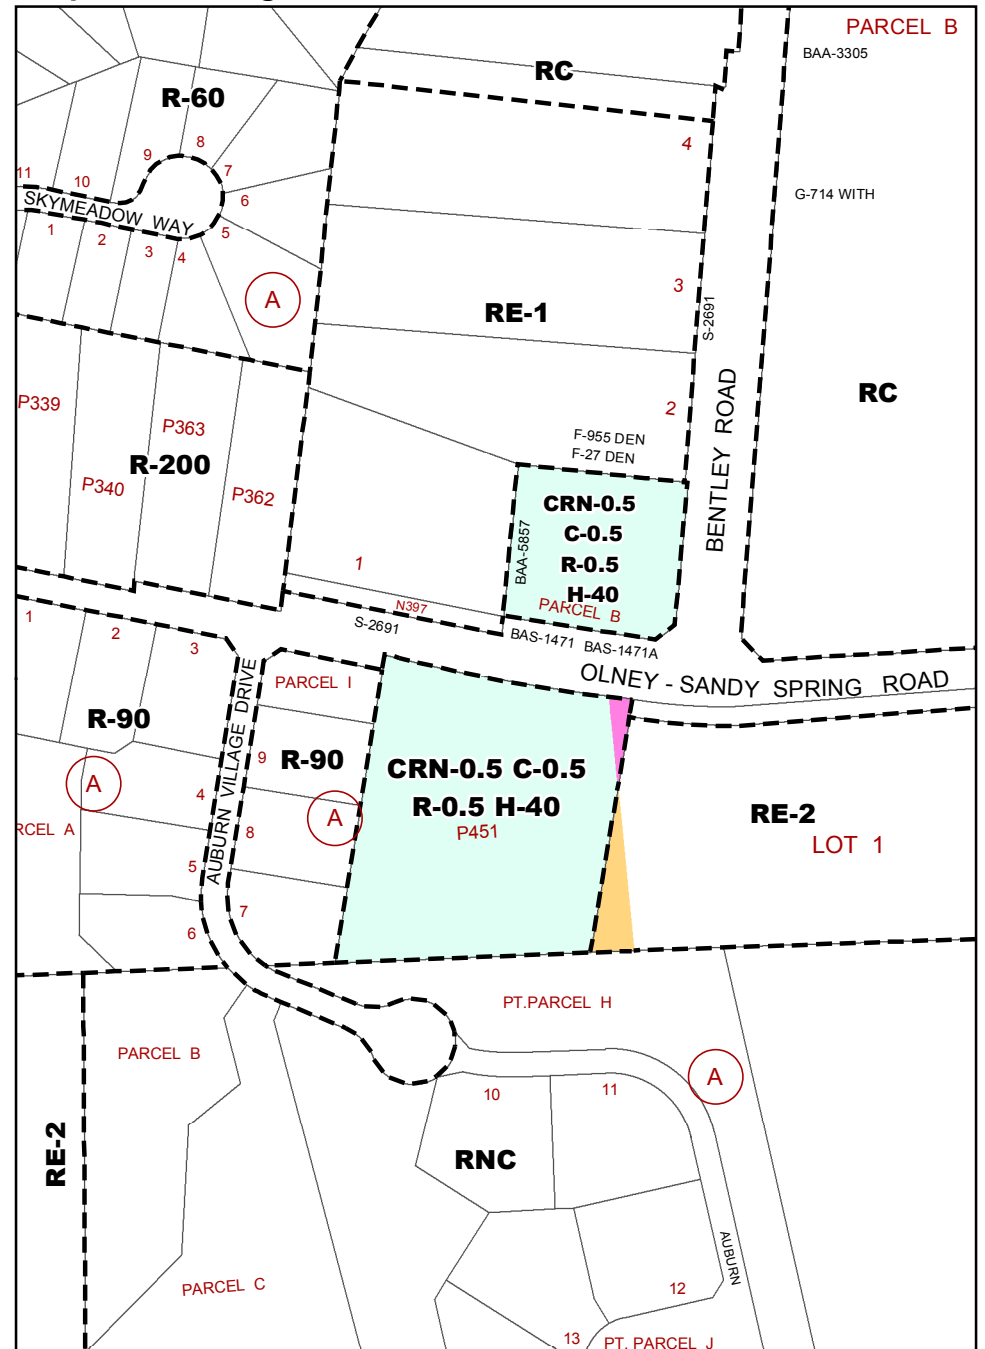 PARCEL B
BAA-3305
RC
R-60
8
9
7
4
11
10
6
G-714 WITH
SKYMEADOW WAY
1
2
3
4
5
A
3
S-2691
RE-1
RC
P339
2
P363
BENTLEY ROAD
F-955 DEN
F-27 DEN
R-200
P340
P362
CRN-0.5
C-0.5
R-0.5
H-40
BAA-5857
1
PARCEL B
N397
S-2691
BAS-1471
BAS-1471A
1
2
3
OLNEY - SANDY SPRING ROAD
PARCEL I
AUBURN VILLAGE DRIVE
R-90
R-90
9
CRN-0.5 C-0.5
R-0.5 H-40
P451
A
4
A
8
RCEL A
RE-2
LOT 1
5
7
6
PT.PARCEL H
PARCEL B
A
10
11
RE-2
RNC
AUBURN
PARCEL C
12
13
PT. PARCEL J